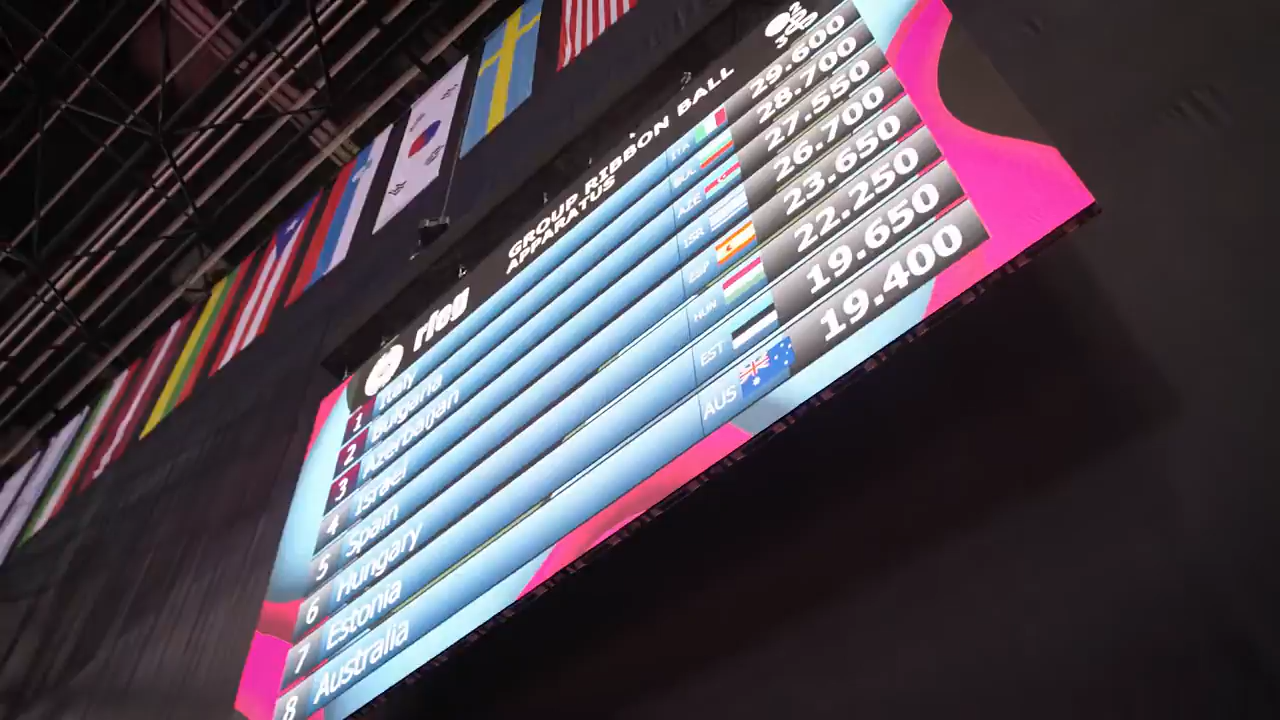 rfeg
GROUP RIBBON BALL
APPARATUS
1 Italy ITA 29.600
2 Bulgaria BUL 28.700
3 Azerbaijan AZE 27.550
4 Israel ISR 26.700
5 Spain ESP 23.650
6 Hungary HUN 22.250
7 Estonia EST 19.650
8 Australia AUS 19.400